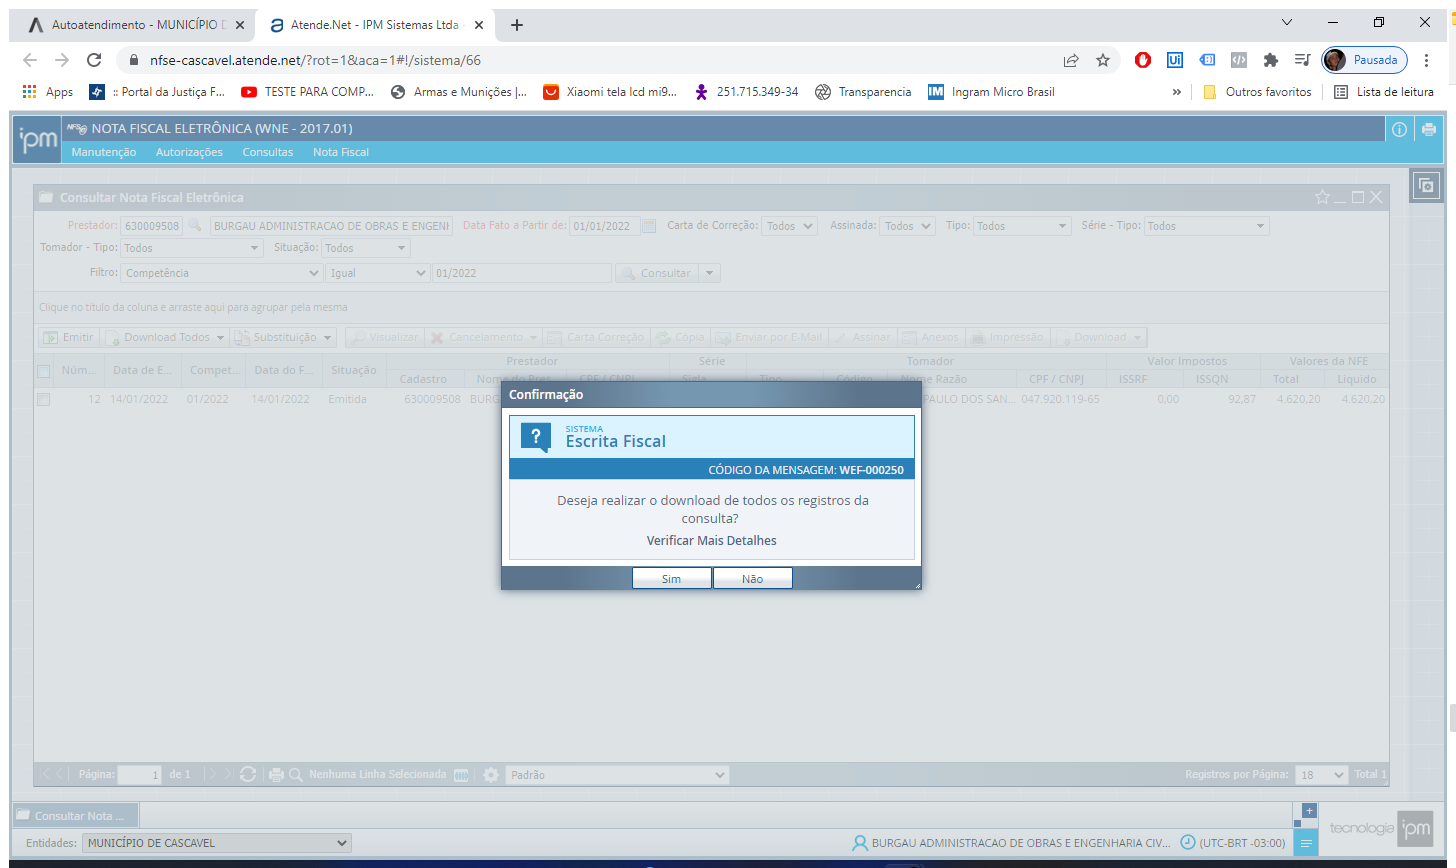 Autoatendimento - MUNICÍPIO D
Atende.Net - IPM Sistemas Ltda -
nfse-cascavel.atende.net/?rot=1&aca=1#!/sistema/66
Pausada
Apps
:: Portal da Justiça F...
TESTE PARA COMP...
Armas e Munições |...
Xiaomi tela lcd mi9...
251.715.349-34
Transparencia
IM Ingram Micro Brasil
»
Outros favoritos
Lista de leitura
ipm
NFS@ NOTA FISCAL ELETRÔNICA (WNE - 2017.01)
Manutenção Autorizações Consultas Nota Fiscal
Consultar Nota Fiscal Eletrônica
Prestador: 630009508 BURGAU ADMINISTRACAO DE OBRAS E ENGENI Data Fato a Partir de: 01/01/2022 Carta de Correção: Todos Assinada: Todos Tipo: Todos Série - Tipo: Todos
Tomador - Tipo: Todos Situação: Todos
Filtro: Competência Igual 01/2022 Consultar
Clique no título da coluna e arraste aqui para agrupar pela mesma
Emitir Download Todos Substituição Visualizar Cancelamento Carta Correção Cópia Enviar por E-Mail Assinar Anexos Impressão Download
Prestador Série Tomador Valor Impostos Valores da NFE
Núm... Data de E... Compet... Data do F... Situação
Cadastro Nome do Pres... CPF / CNPJ Sigla Tipo Código Nome Razão CPF / CNPJ ISSRF ISSQN Total Líquido
12 14/01/2022 01/2022 14/01/2022 Emitida 630009508 BURG PAULO DOS SAN... 047.920.119-65 0,00 92,87 4.620,20 4.620,20
Confirmação
?
SISTEMA
Escrita Fiscal
CÓDIGO DA MENSAGEM: WEF-000250
Deseja realizar o download de todos os registros da
consulta?
Verificar Mais Detalhes
Sim Não
Página: 1 de 1 Nenhuma Linha Selecionada Padrão Registros por Página: 18 Total 1
Consultar Nota ...
tecnologia ipm
Entidades: MUNICÍPIO DE CASCAVEL BURGAU ADMINISTRACAO DE OBRAS E ENGENHARIA CIV... (UTC-BRT -03:00)